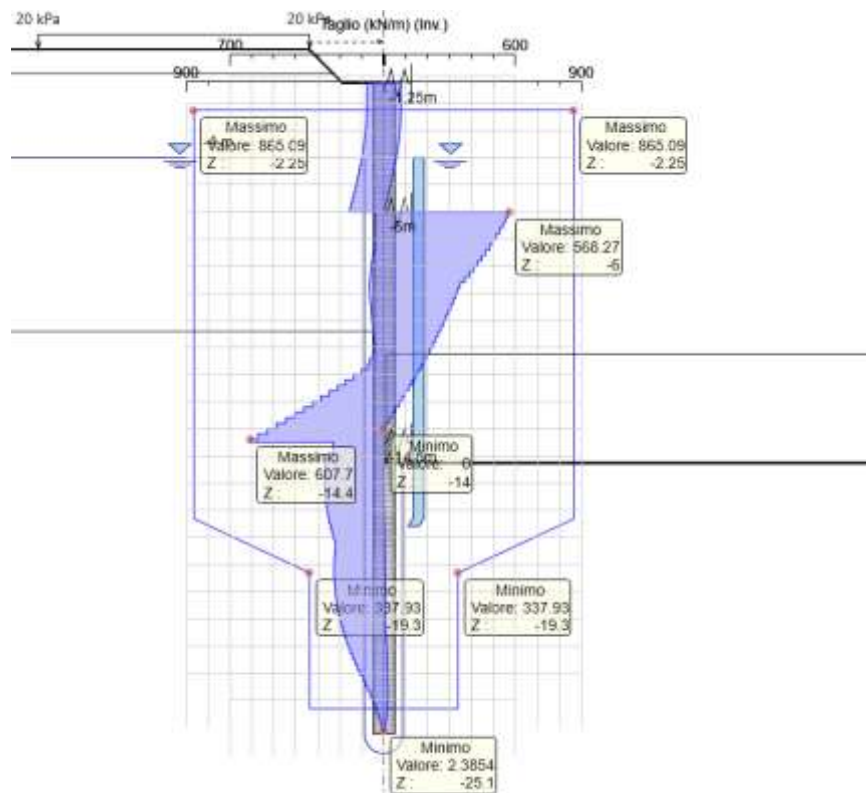 20 kPa
20 kPa
Taglio (kN/m) (Inv.)
700
600
900
900
-1.25m
Massimo
Valore: 865.09
Z : -2.25
Massimo
Valore: 865.09
Z : -2.25
-6m
Massimo
Valore: 568.27
Z : -6
Minimo
Valore: 0
Z : -14
Massimo
Valore: 607.7
Z : -14.4
Minimo
Valore: 337.93
Z : -19.3
Minimo
Valore: 337.93
Z : -19.3
Minimo
Valore: 2.3854
Z : -25.1